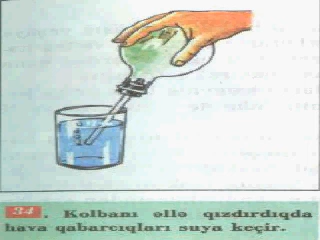 34. Kolbanı əllə qızdırdıqda
hava qabarcıqları suya keçir.